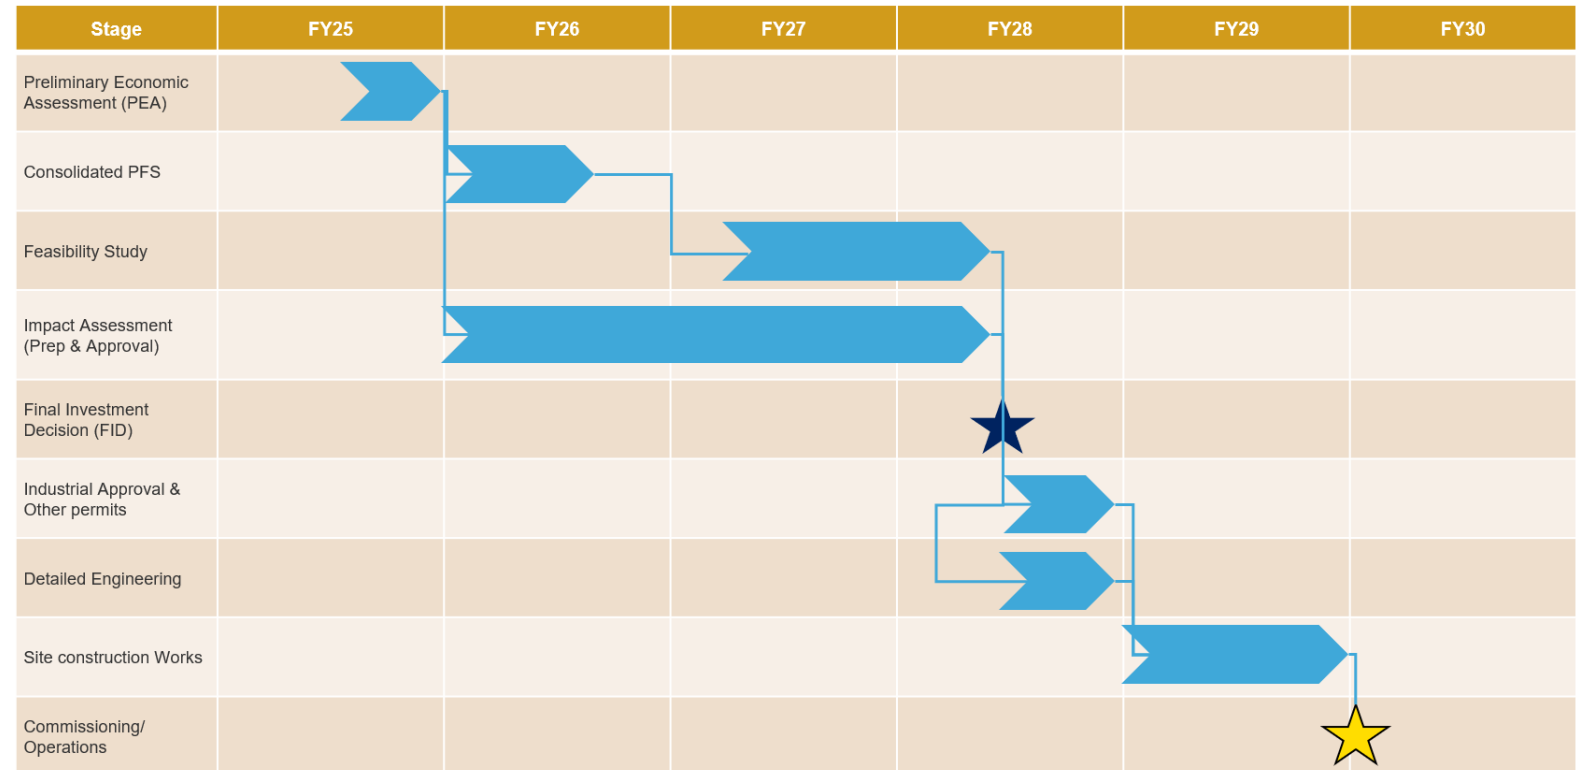 Stage FY25 FY26 FY27 FY28 FY29 FY30
Preliminary Economic
Assessment (PEA)
Consolidated PFS
Feasibility Study
Impact Assessment
(Prep & Approval)
Final Investment
Decision (FID)
Industrial Approval &
Other permits
Detailed Engineering
Site construction Works
Commissioning/
Operations